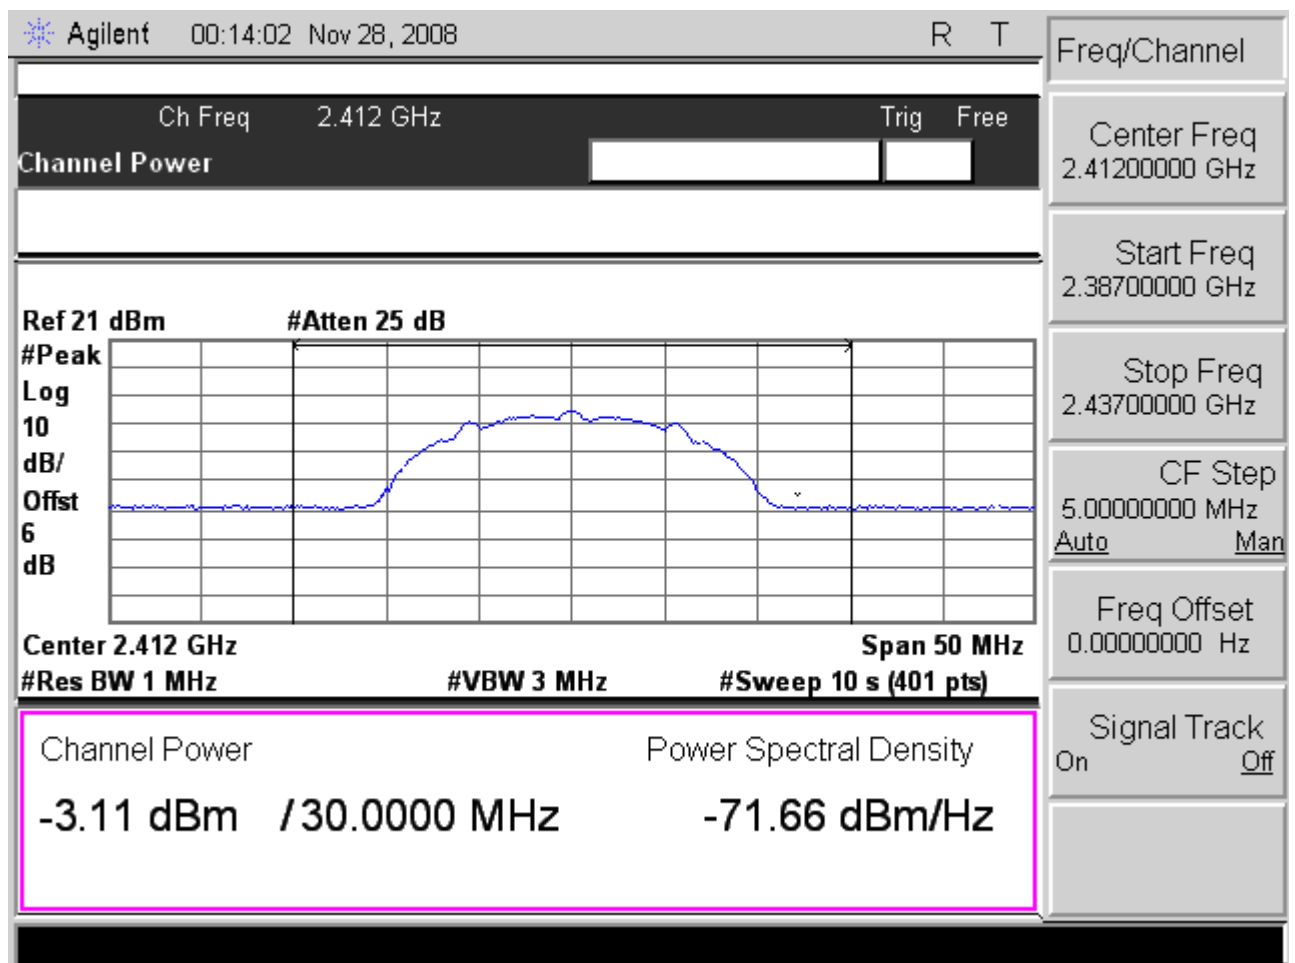 Agilent 00:14:02 Nov 28, 2008 R T
Freq/Channel
Ch Freq 2.412 GHz Trig Free
Channel Power
Center Freq
2.41200000 GHz
Start Freq
2.38700000 GHz
Stop Freq
2.43700000 GHz
CF Step
5.00000000 MHz
Auto Man
Freq Offset
0.00000000 Hz
Signal Track
On Off
Ref 21 dBm #Atten 25 dB
#Peak
Log
10
dB/
Offst
6
dB
Center 2.412 GHz Span 50 MHz
#Res BW 1 MHz #VBW 3 MHz #Sweep 10 s (401 pts)
Channel Power Power Spectral Density
-3.11 dBm /30.0000 MHz -71.66 dBm/Hz